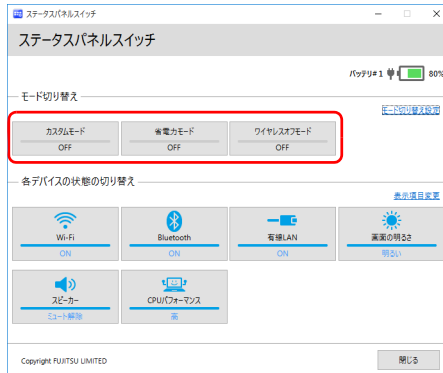 ステータスパネルスイッチ
ステータスパネルスイッチ
バッテリ#1 80%
モード切り替え
モード切り替え設定
カスタムモード 省電力モード ワイヤレスオフモード
OFF OFF OFF
各デバイスの状態の切り替え
表示項目変更
Wi-Fi Bluetooth 有線LAN 画面の明るさ
ON ON ON 明るい
スピーカー CPUパフォーマンス
ミュート解除 高
Copyright FUJITSU LIMITED 閉じる